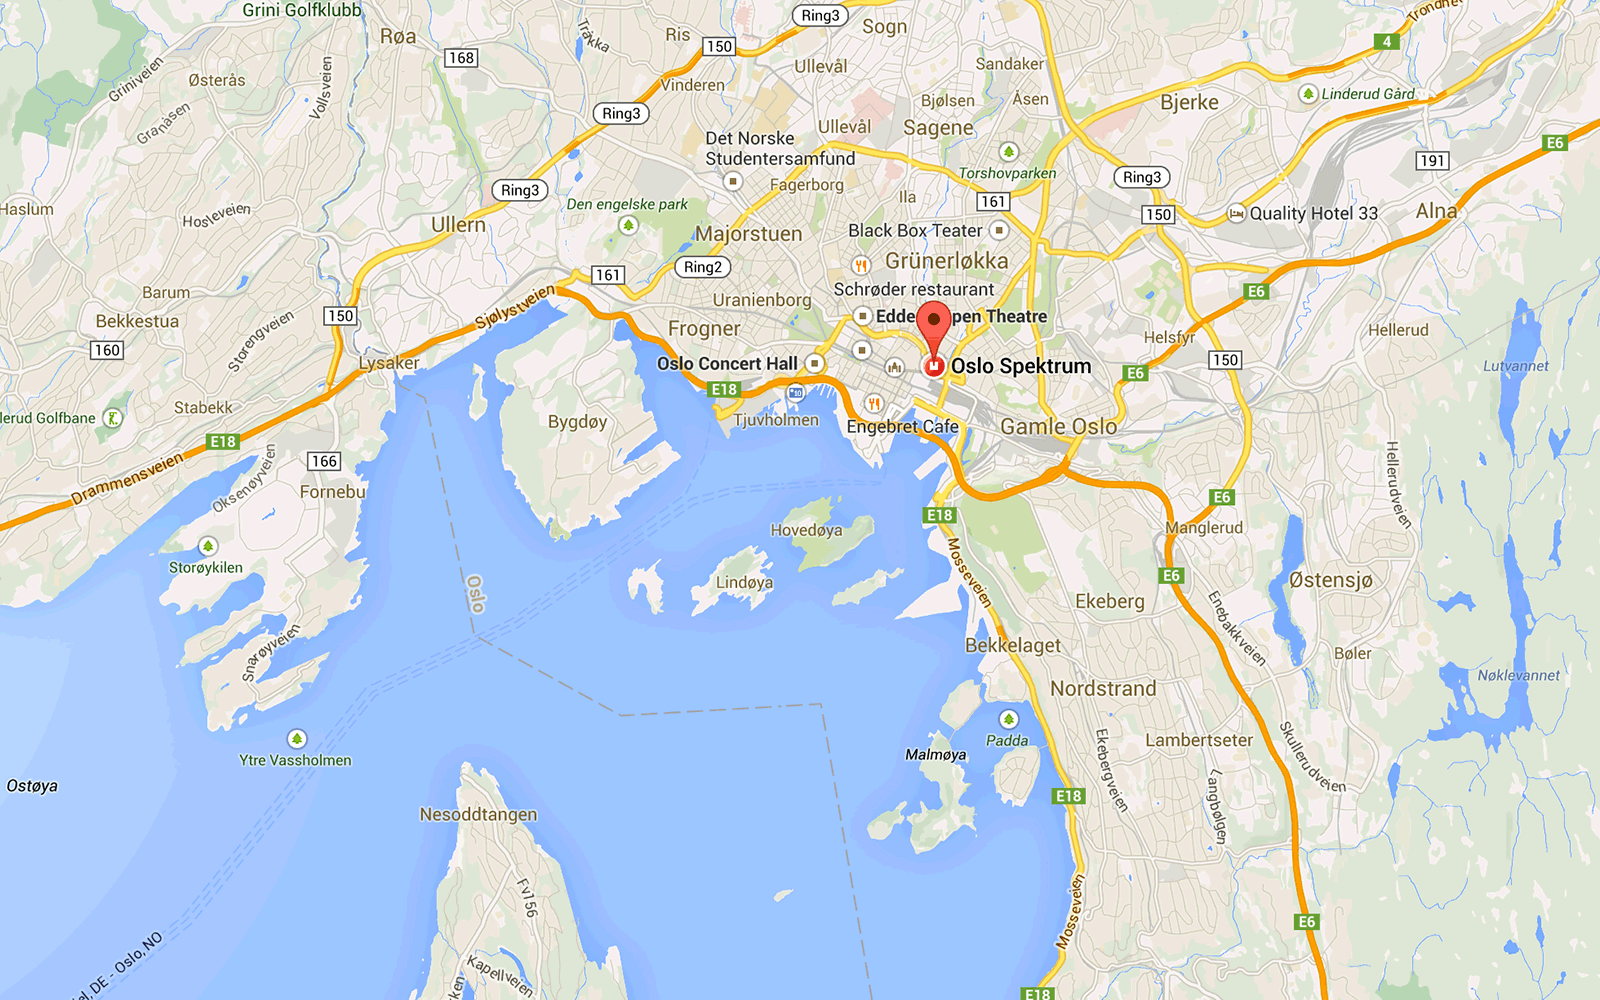 Grini Golfklubb
Røa
168
Tråkka
Ris
150
Ring3
Sogn
Trondhe
4
Griniveien
Østerås
Vollsveien
Vinderen
Ullevål
Sandaker
Granåsen
Ring3
Bjølsen
Åsen
Bjerke
Linderud Gård
Det Norske
Studentersamfund
Ullevål
Sagene
E6
191
Torshovparken
Ring3
Fagerborg
Ring3
Ila
161
Haslum
Hosleveien
Den engelske park
Ullern
150
Quality Hotel 33
Alna
Majorstuen
Black Box Teater
Grünerløkka
Ring2
161
Barum
Uranienborg
Schrøder restaurant
E6
Bekkestua
150
Sjølystveien
Storengveien
Frogner
Edde
pen Theatre
Helsfyr
Hellerud
160
Lysaker
Oslo Concert Hall
Oslo Spektrum
E6
150
Lutvannet
E18
Stabekk
lerud Golfbane
Bygdøy
Tjuvholmen
Engebret Cafe
Gamle Oslo
E18
Drammensveien
166
Oksenøyveien
Fornebu
Hellerudveien
E6
E18
Manglerud
Hovedøya
Storøykilen
Mosseveien
E6
Østensjø
Oslo
Lindøya
Ekeberg
Enebakkveien
Snarøyveien
Bekkelaget
Bøler
Nordstrand
Nøklevannet
Ytre Vassholmen
Padda
Malmøya
Lambertseter
Ekebergveien
Skullerudveien
Ostøya
Langbølgen
E18
Nesoddtangen
Fv156
Mosseveien
E6
el, DE - Oslo, NO
Kapellveien
ken
E18